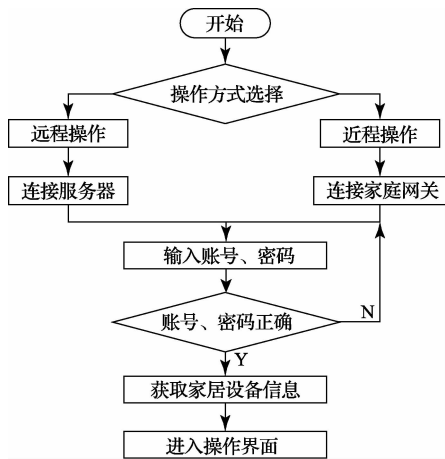 开始
操作方式选择
远程操作
近程操作
连接服务器
连接家庭网关
输入账号、密码
账号、密码正确
N
Y
获取家居设备信息
进入操作界面